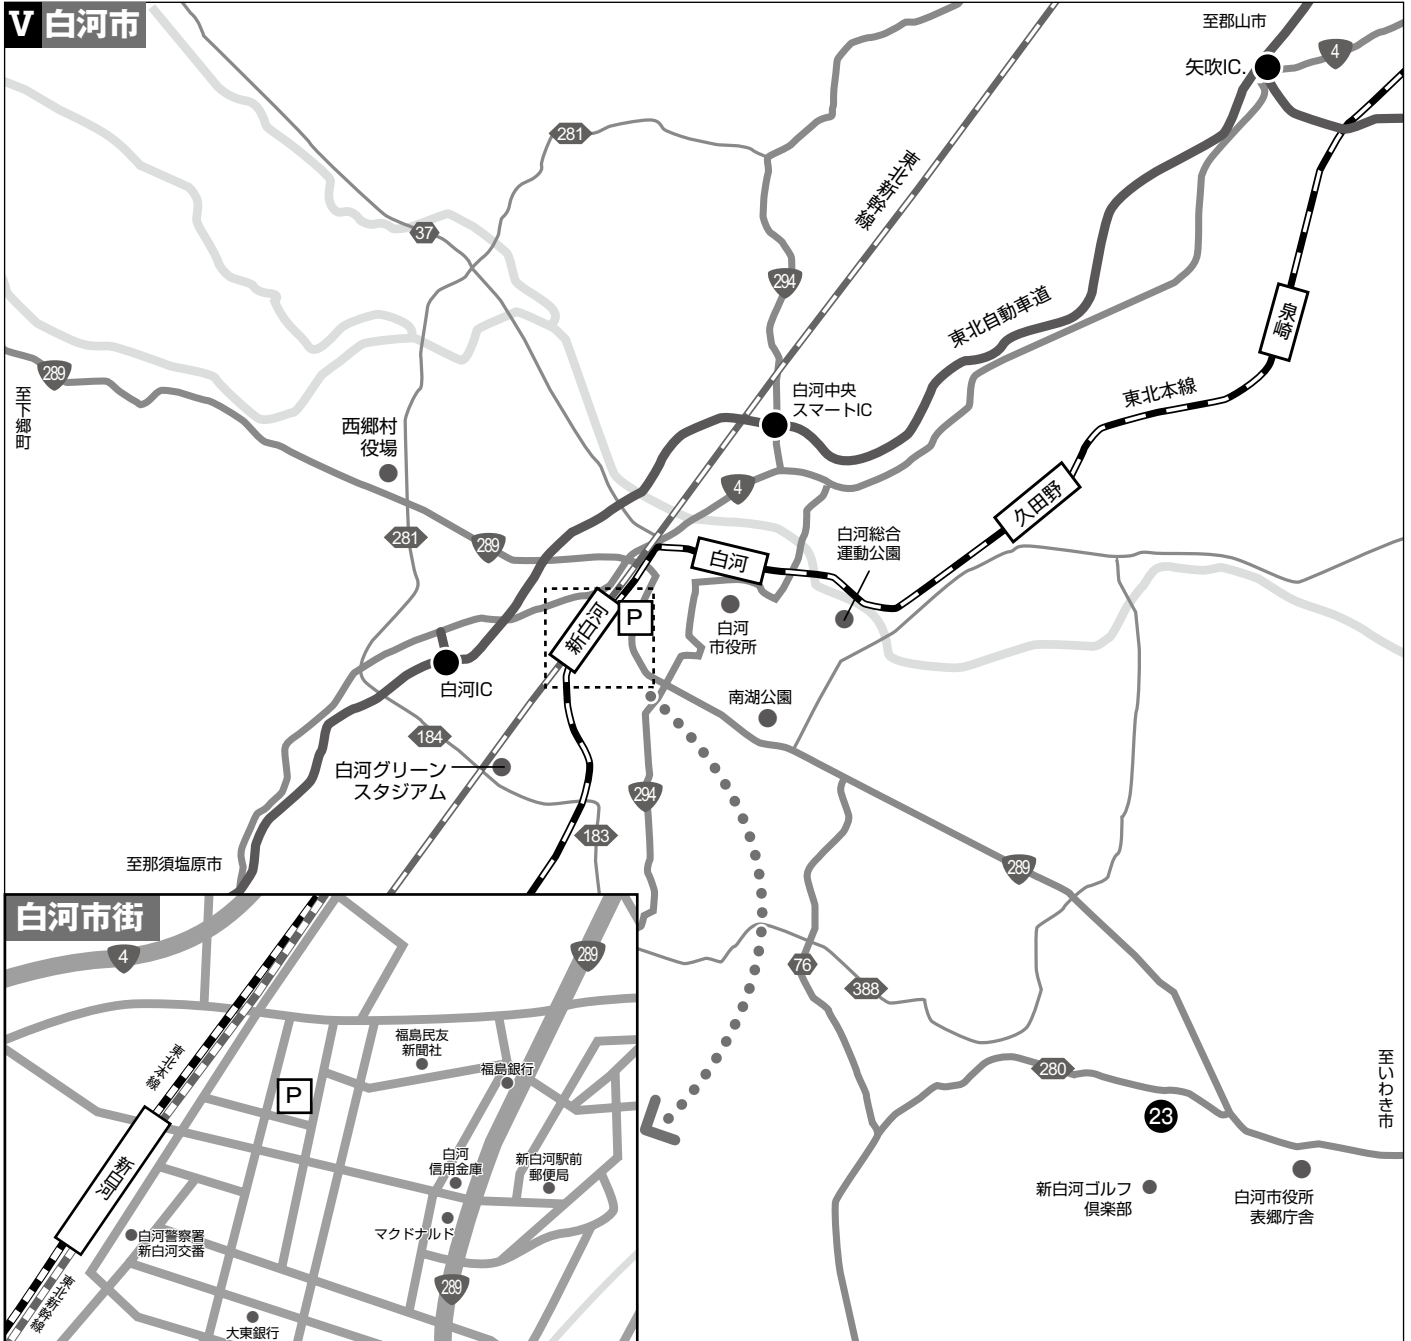 V 白河市
至郡山市
矢吹IC.
4
281
東北新幹線
37
294
泉崎
東北自動車道
289
至下郷町
白河中央
スマートIC
東北本線
西郷村
役場
4
久田野
281
289
白河総合
運動公園
白河
新白河
P
白河
市役所
白河IC
南湖公園
184
白河グリーン
スタジアム
294
183
至那須塩原市
289
76
388
280
至いわき市
23
新白河ゴルフ
倶楽部
白河市役所
表郷庁舎
白河市街
4
289
東北本線
福島民友
新聞社
福島銀行
P
白河
信用金庫
新白河駅前
郵便局
新白河
マクドナルド
白河警察署
新白河交番
東北新幹線
289
大東銀行